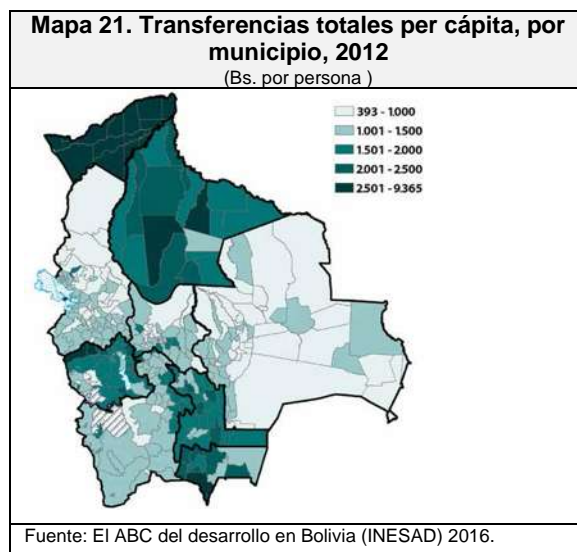 Mapa 21. Transferencias totales per cápita, por
municipio, 2012
(Bs. por persona )
393 - 1.000
1.001 - 1.500
1.501 - 2.000
2.001 - 2.500
2.501 - 9.365
Fuente: El ABC del desarrollo en Bolivia (INESAD) 2016.